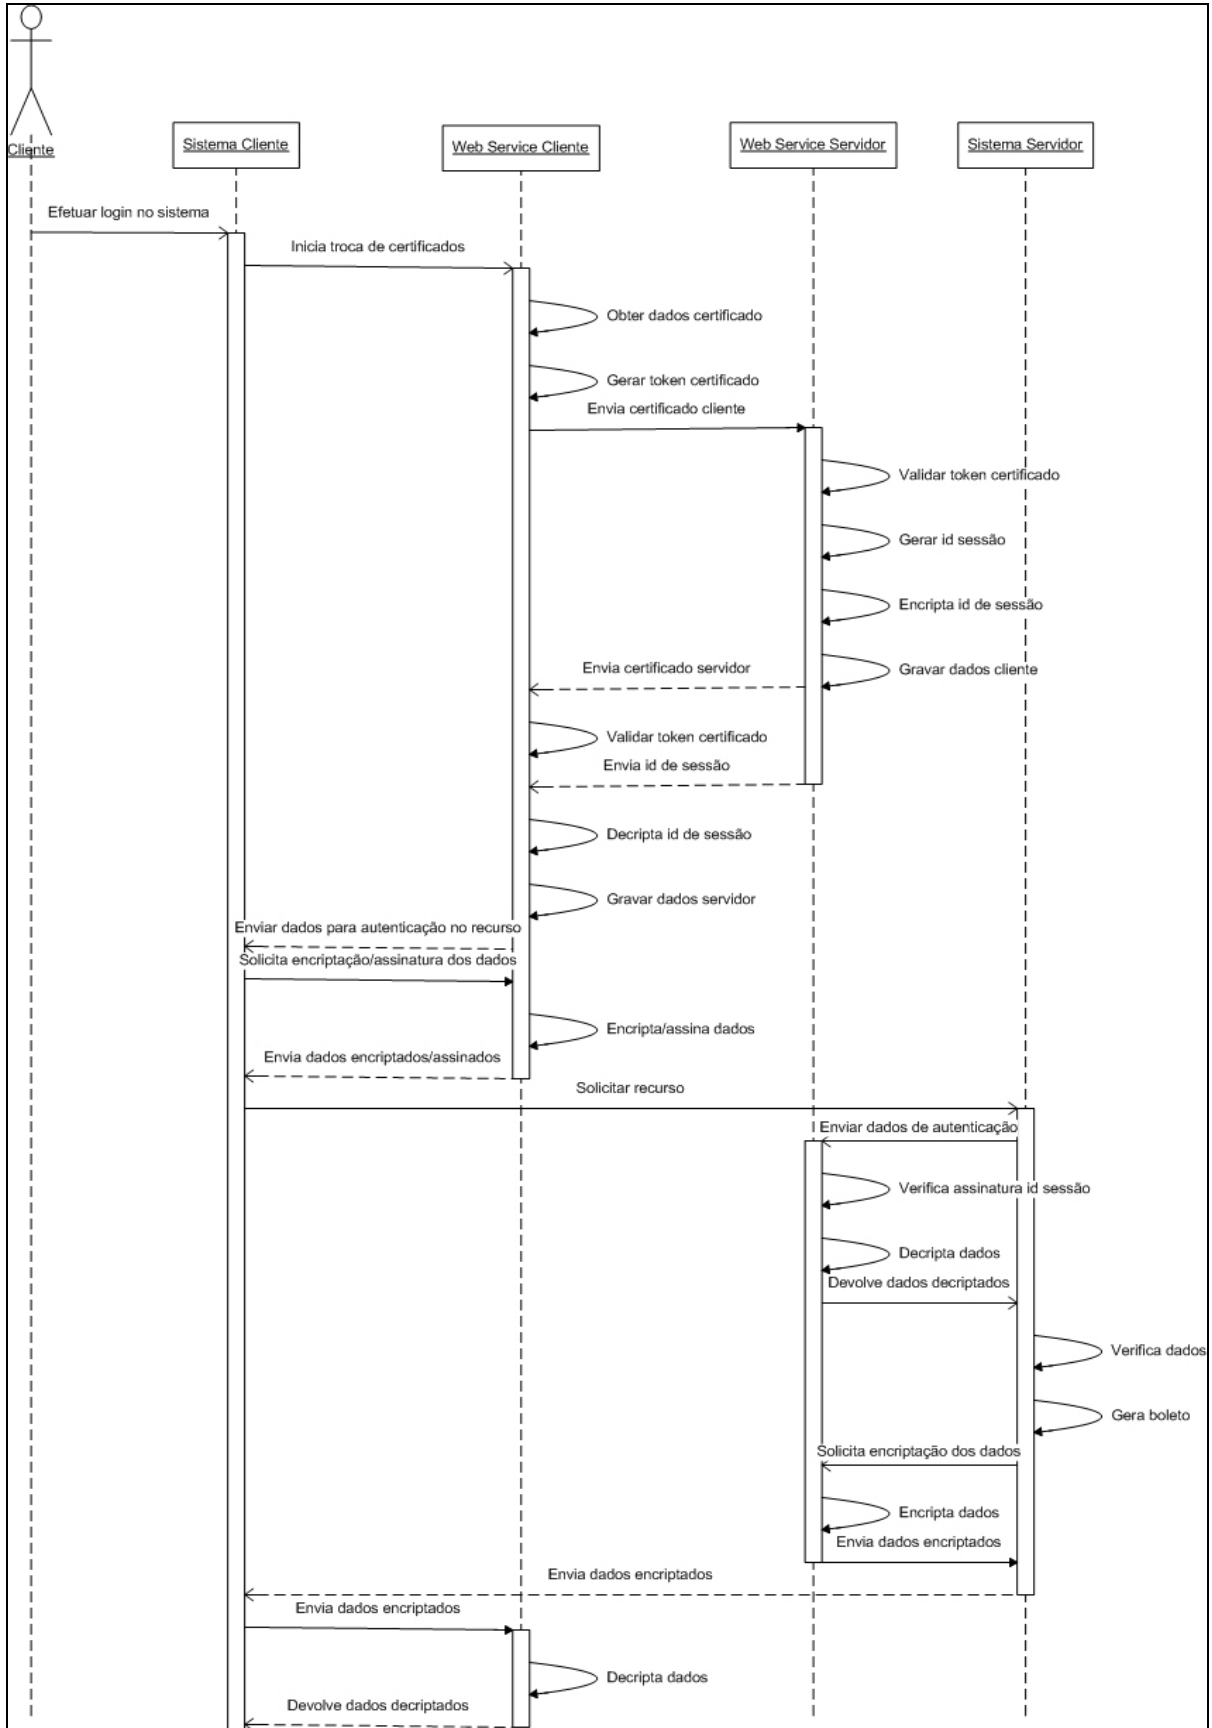 Cliente
Sistema Cliente
Web Service Cliente
Web Service Servidor
Sistema Servidor
Efetuar login no sistema
Inicia troca de certificados
Obter dados certificado
Gerar token certificado
Envia certificado cliente
Validar token certificado
Gerar id sessão
Encripta id de sessão
Envia certificado servidor
Gravar dados cliente
Validar token certificado
Envia id de sessão
Decripta id de sessão
Gravar dados servidor
Enviar dados para autenticação no recurso
Solicita encriptação/assinatura dos dados
Encripta/assina dados
Envia dados encriptados/assinados
Solicitar recurso
Enviar dados de autenticação
Verifica assinatura id sessão
Decripta dados
Devolve dados decriptados
Verifica dados
Gera boleto
Solicita encriptação dos dados
Encripta dados
Envia dados encriptados
Envia dados encriptados
Envia dados encriptados
Decripta dados
Devolve dados decriptados